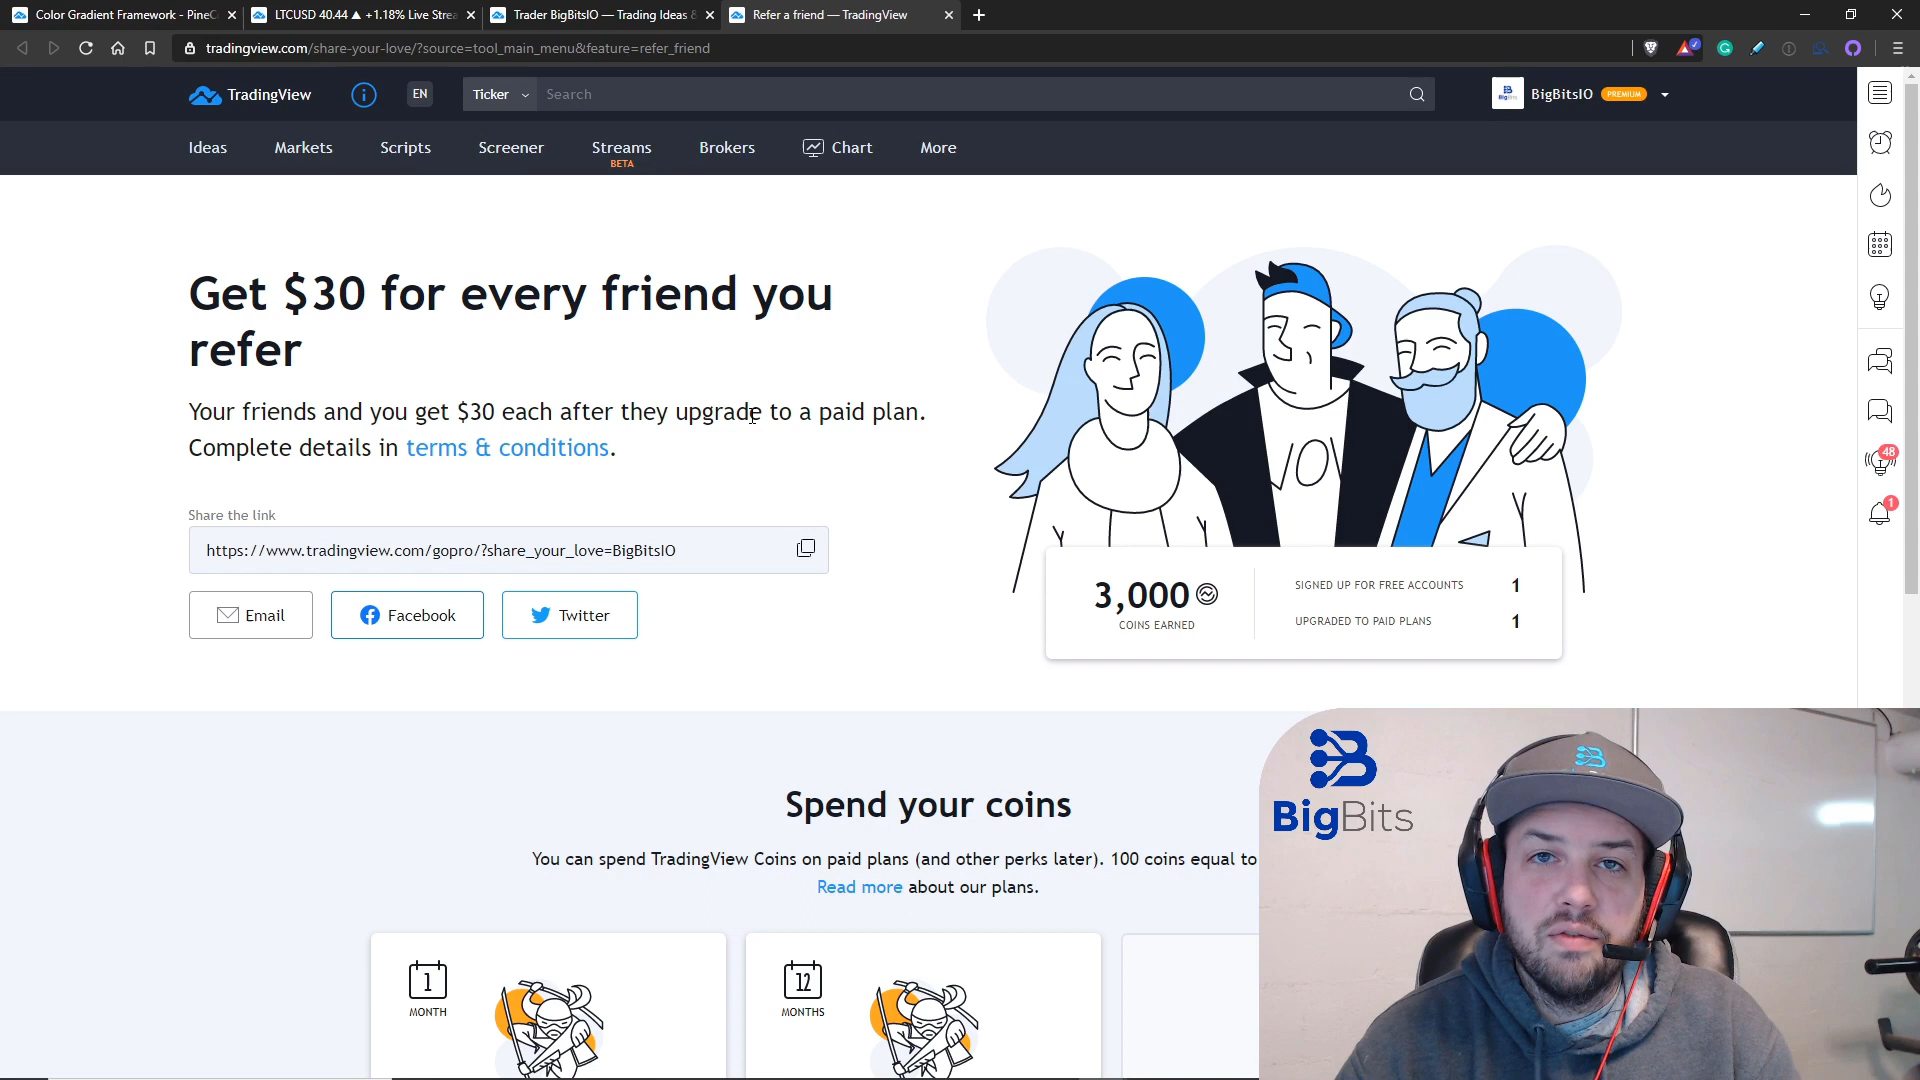 Color Gradient Framework - PineC
LTCUSD 40.44 ▲ +1.18% Live Strea
Trader BigBitsIO — Trading Ideas &
Refer a friend — TradingView
tradingview.com/share-your-love/?source=tool_main_menu&feature=refer_friend
TradingView
EN
Ticker
Search
BigBitsIO
PREMIUM
Ideas
Markets
Scripts
Screener
Streams
BETA
Brokers
Chart
More
Get $30 for every friend you
refer
Your friends and you get $30 each after they upgrade to a paid plan.
Complete details in terms & conditions.
Share the link
https://www.tradingview.com/gopro/?share_your_love=BigBitsIO
Email
Facebook
Twitter
3,000
COINS EARNED
SIGNED UP FOR FREE ACCOUNTS 1
UPGRADED TO PAID PLANS 1
48
1
Spend your coins
You can spend TradingView Coins on paid plans (and other perks later). 100 coins equal to
Read more about our plans.
1
MONTH
12
MONTHS
BigBits